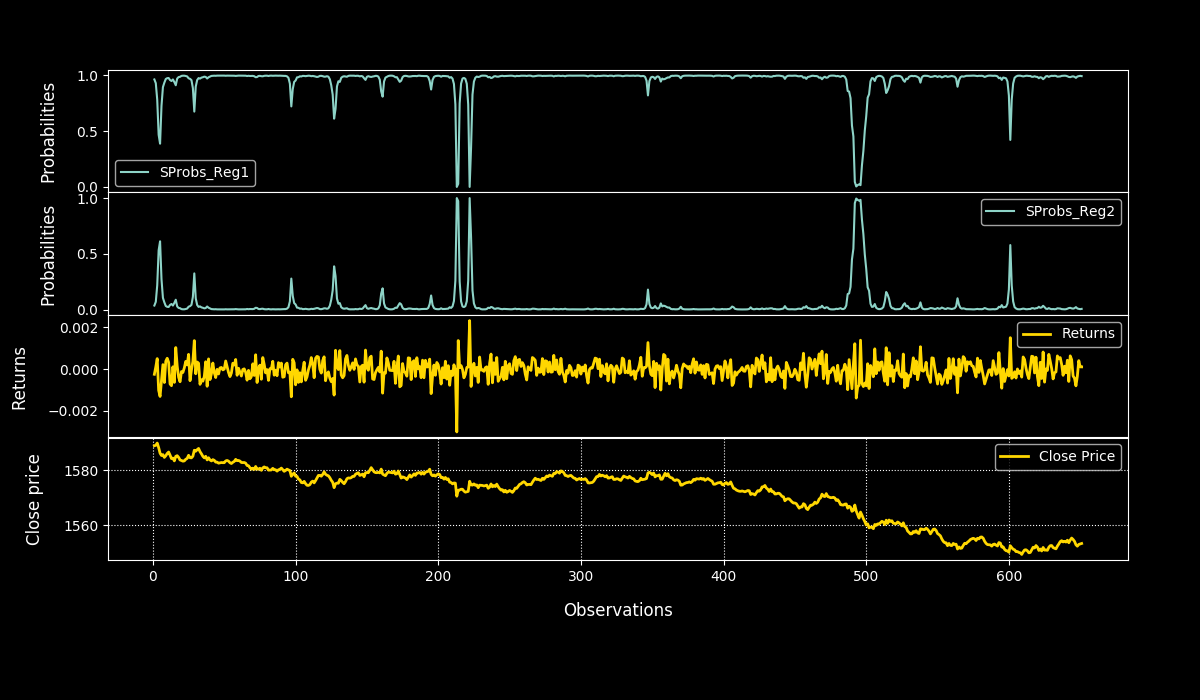 Probabilities
1.0
0.5
0.0
SProbs_Reg1
Probabilities
1.0
0.5
0.0
SProbs_Reg2
Returns
0.002
0.000
−0.002
Returns
Close price
1580
1560
Close Price
0 100 200 300 400 500 600
Observations